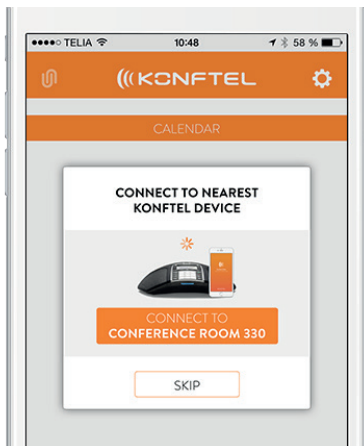 TELIA 10:48 58 %
KONFTEL
CALENDAR
CONNECT TO NEAREST
KONFTEL DEVICE
CONNECT TO
CONFERENCE ROOM 330
SKIP